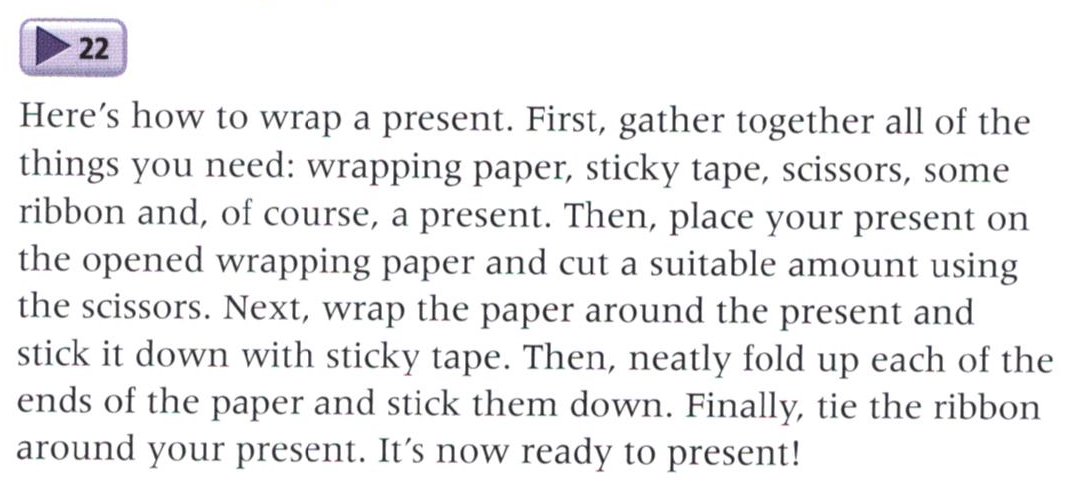 22
Here's how to wrap a present. First, gather together all of the
things you need: wrapping paper, sticky tape, scissors, some
ribbon and, of course, a present. Then, place your present on
the opened wrapping paper and cut a suitable amount using
the scissors. Next, wrap the paper around the present and
stick it down with sticky tape. Then, neatly fold up each of the
ends of the paper and stick them down. Finally, tie the ribbon
around your present. It's now ready to present!